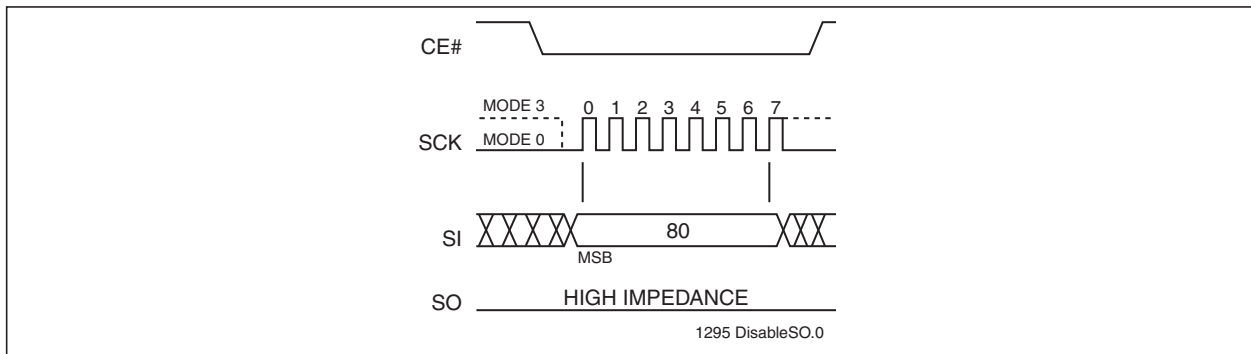 CE#
MODE 3 0 1 2 3 4 5 6 7
SCK MODE 0
SI 80
MSB
SO HIGH IMPEDANCE
1295 DisableSO.0